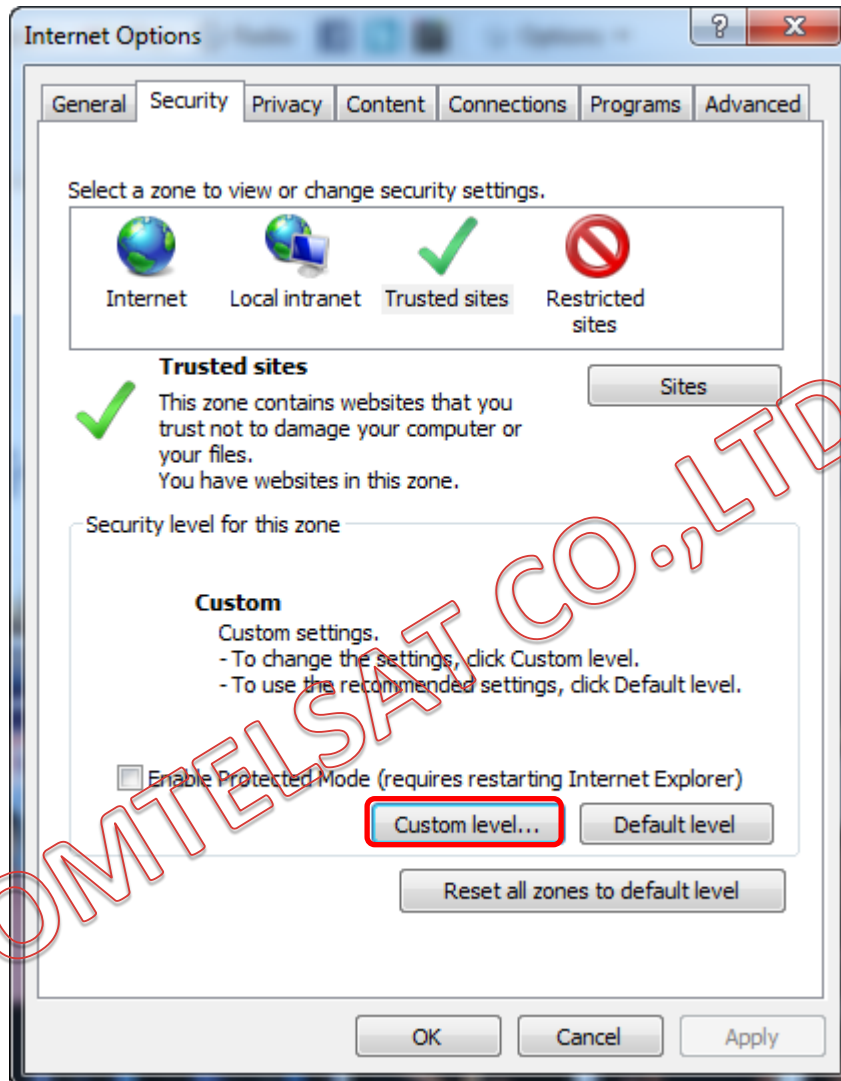 Internet Options
General Security Privacy Content Connections Programs Advanced
Select a zone to view or change security settings.
Internet Local intranet Trusted sites Restricted
sites
Trusted sites
Sites
This zone contains websites that you
trust not to damage your computer or
your files.
You have websites in this zone.
Security level for this zone
Custom
Custom settings.
- To change the settings, click Custom level.
- To use the recommended settings, click Default level.
Enable Protected Mode (requires restarting Internet Explorer)
Custom level... Default level
Reset all zones to default level
OK Cancel Apply
OMTELSAT CO.,LTD